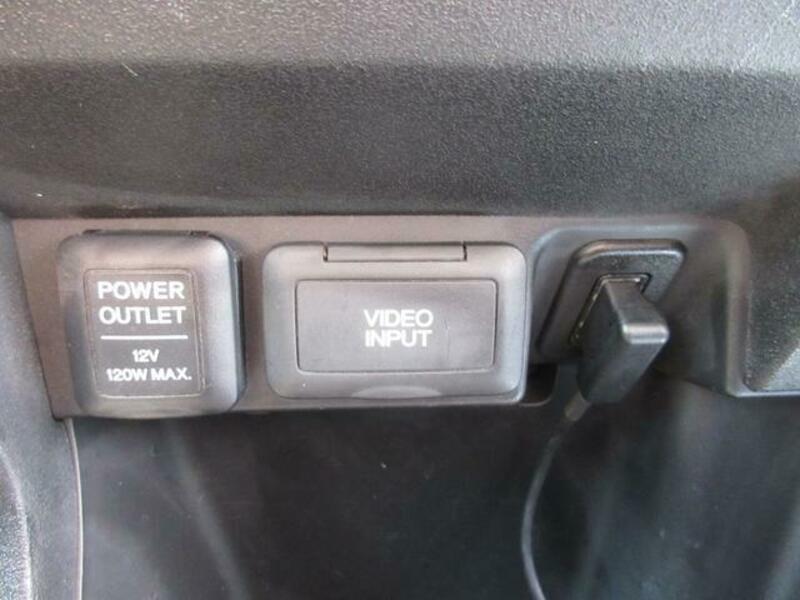 POWER
OUTLET
12V
120W MAX.
VIDEO
INPUT